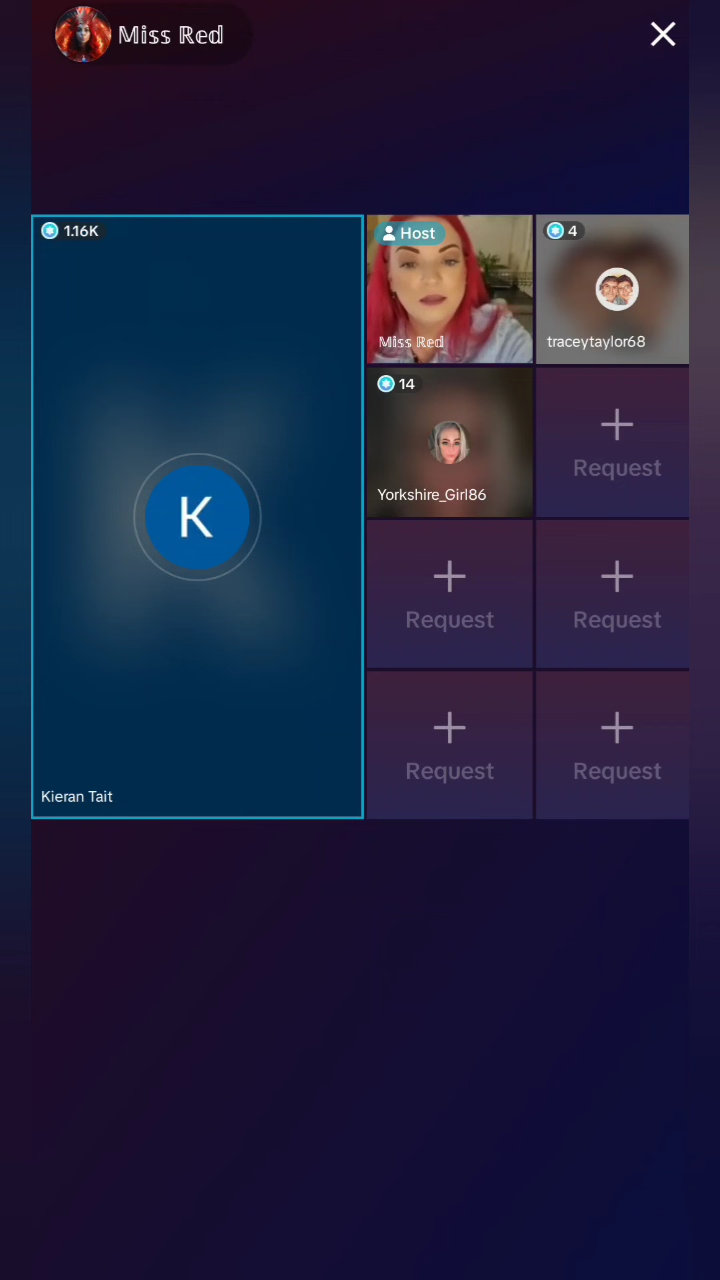 Miss Red
1.16K
Host
4
Miss Red
traceytaylor68
14
Yorkshire_Girl86
Request
Request
Request
Request
Request
K
Kieran Tait